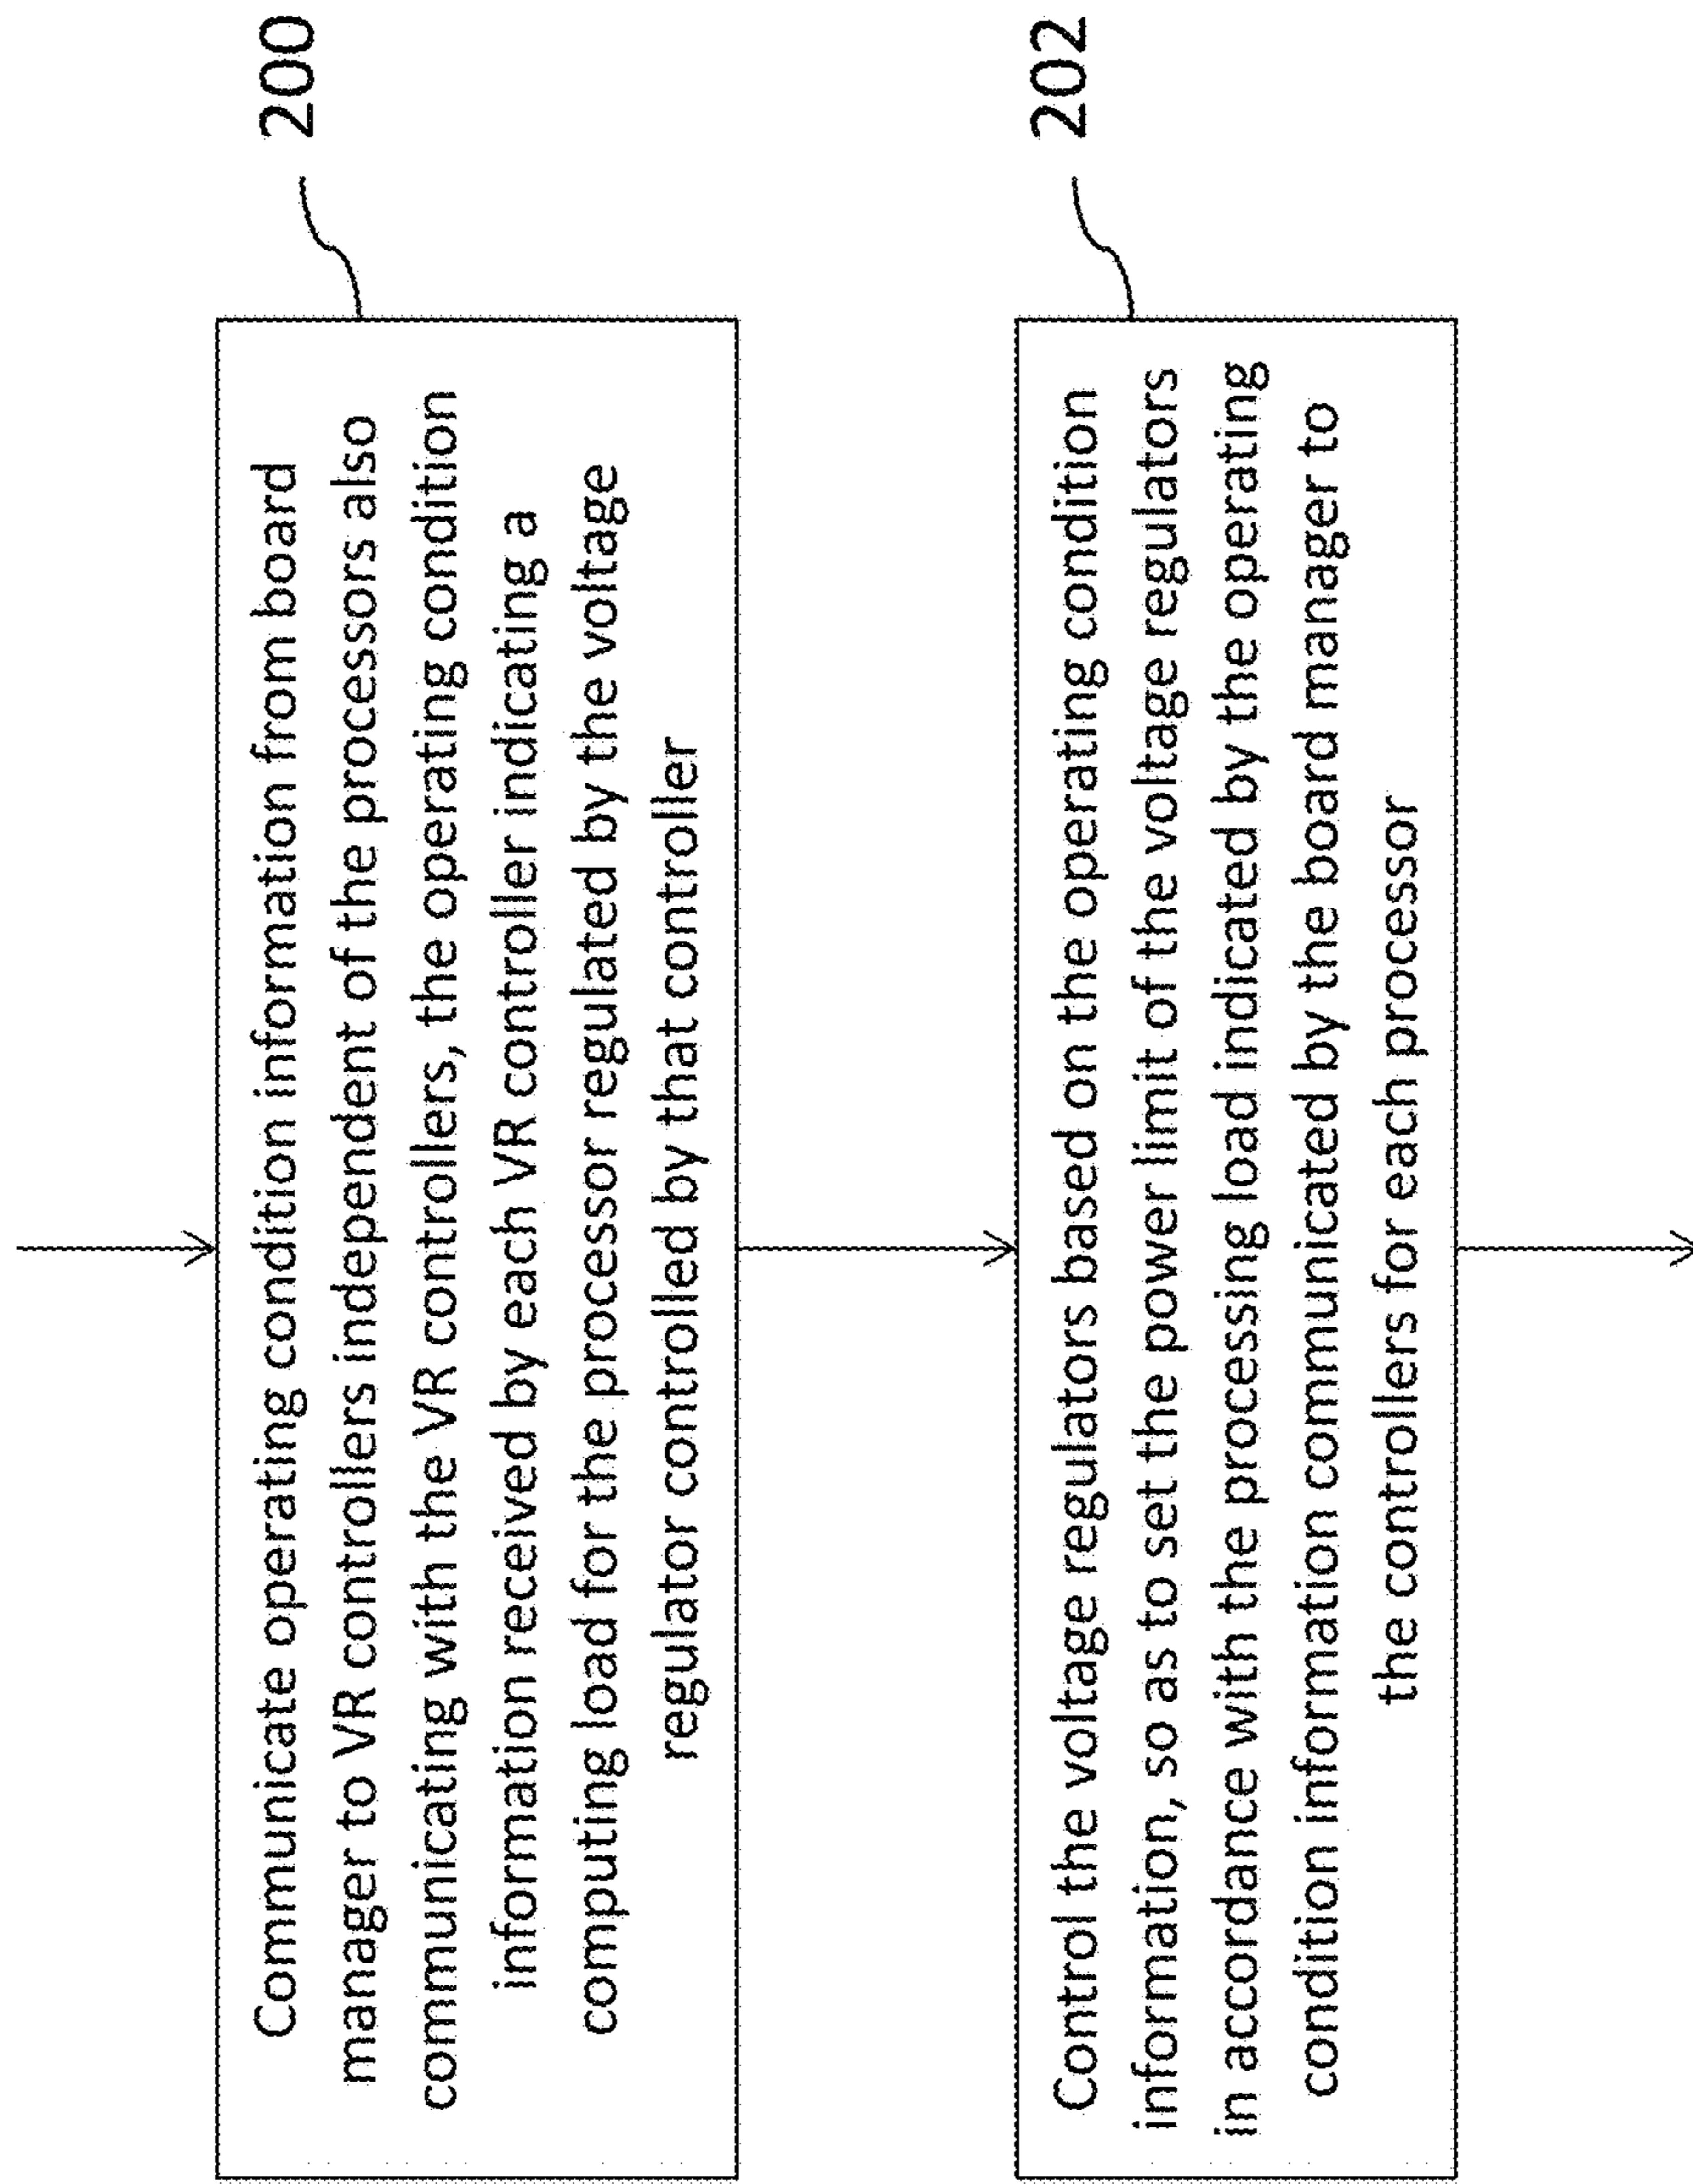 Communicate operating condition information from board
manager to VR controllers independent of the processors also
communicating with the VR controllers, the operating condition
information received by each VR controller indicating a
computing load for the processor regulated by the voltage
regulator controlled by that controller
200
Control the voltage regulators based on the operating condition
information, so as to set the power limit of the voltage regulators
in accordance with the processing load indicated by the operating
condition information communicated by the board manager to
the controllers for each processor
202